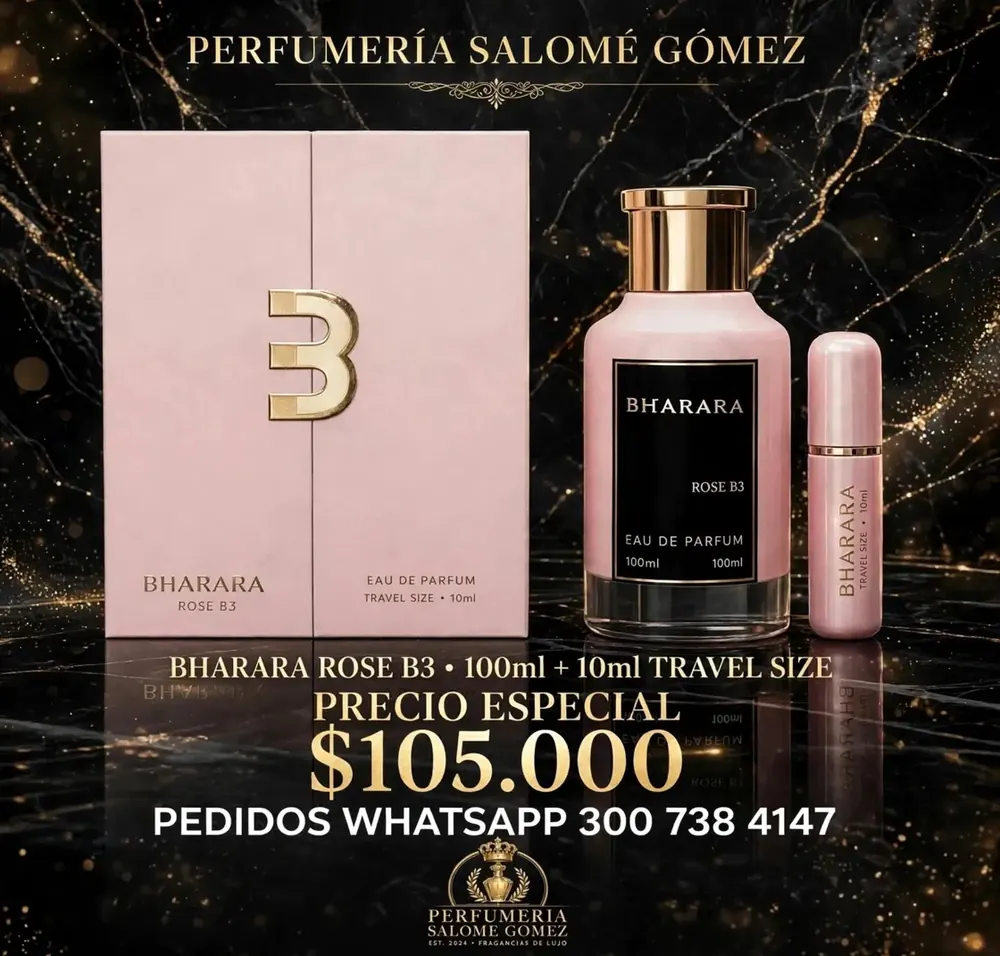 PERFUMERÍA SALOMÉ GÓMEZ
B
BHARARA
ROSE B3
EAU DE PARFUM
TRAVEL SIZE • 10ml
BHARARA
ROSE B3
EAU DE PARFUM
100ml 100ml
BHARARA
TRAVEL SIZE • 10ml
BHARARA ROSE B3 • 100ml + 10ml TRAVEL SIZE
PRECIO ESPECIAL
$105.000
PEDIDOS WHATSAPP 300 738 4147
PERFUMERIA
SALOME GOMEZ
EST. 2024 • FRAGANCIAS DE LUJO